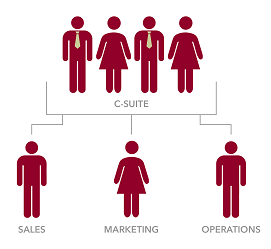 C-SUITE
SALES
MARKETING
OPERATIONS